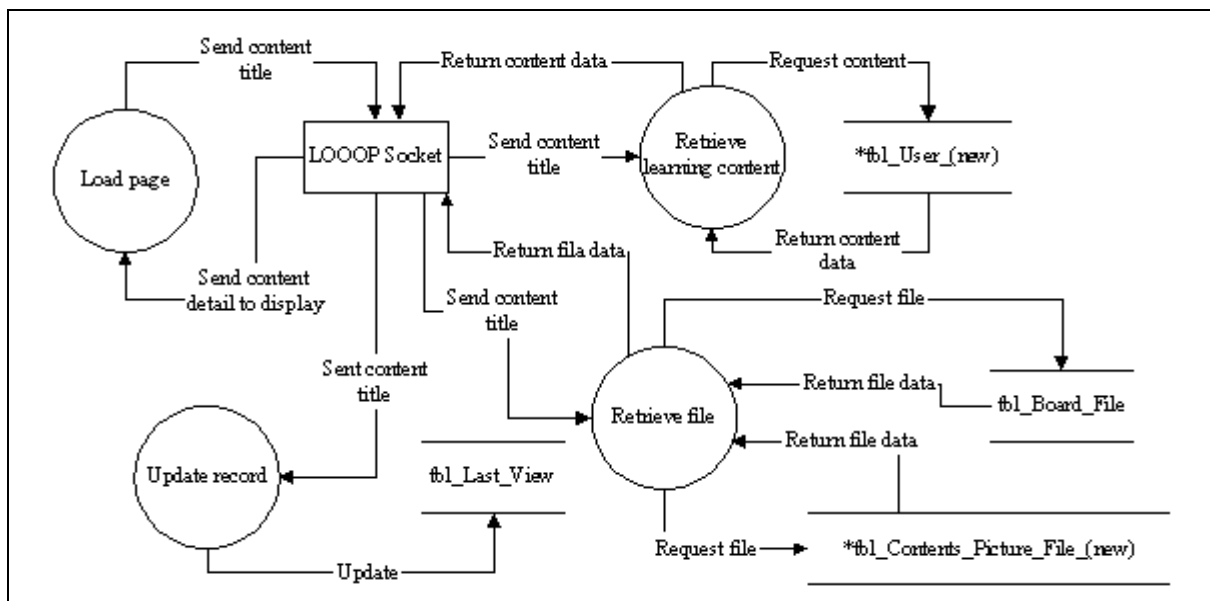 Send content
title
Return content data
Request content
Load page
LOOOP Socket
Send content
title
Retrieve
learning content
*tbl_User_(new)
Return content
data
Send content
detail to display
Return fila data
Send content
title
Request file
Sent content
title
Return file data
tbl_Board_File
Retrieve file
Return file data
Update record
tbl_Last_View
Request file
*tbl_Contents_Picture_File_(new)
Update